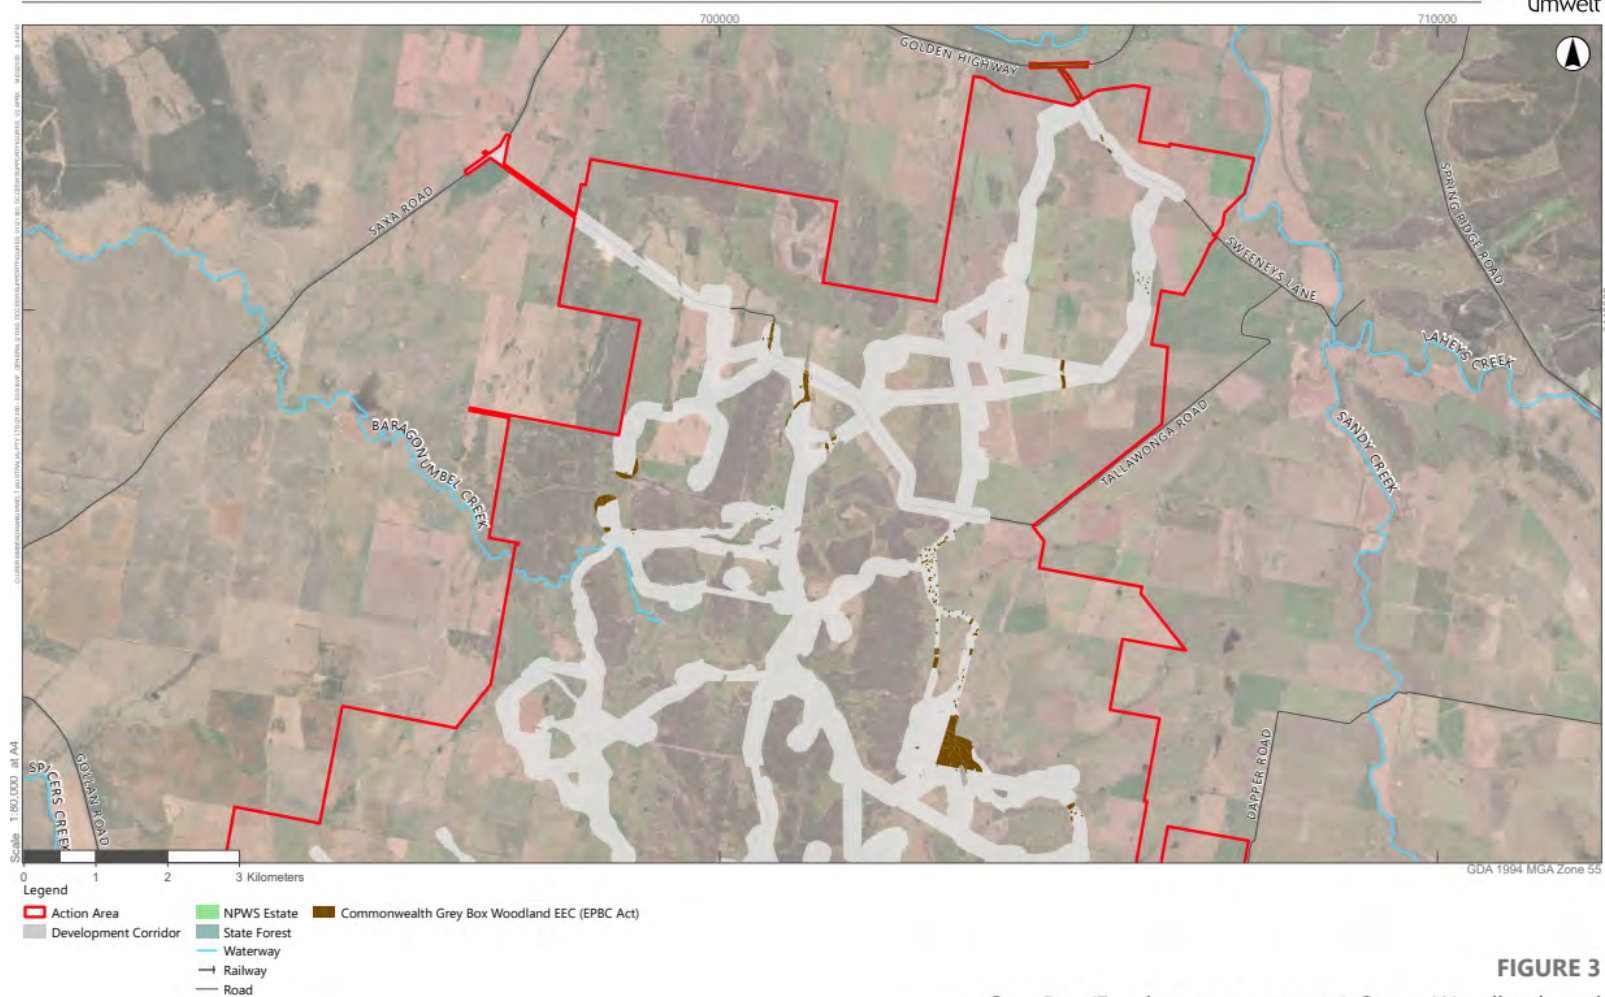 umwelt
700000
710000
GOLDEN HIGHWAY
SAXA ROAD
SPRING RIDGE ROAD
SWEENEYS LANE
LAHEYS CREEK
BARAGONUMBEL CREEK
TALLAWONGA ROAD
SANDY CREEK
SPICERS CREEK
GOLLAN ROAD
DAPPER ROAD
Scale 1:80,000 at A4
0 1 2 3 Kilometers
GDA 1994 MGA Zone 55
Legend
Action Area
Development Corridor
NPWS Estate
State Forest
Waterway
Railway
Road
Commonwealth Grey Box Woodland EEC (EPBC Act)
FIGURE 3